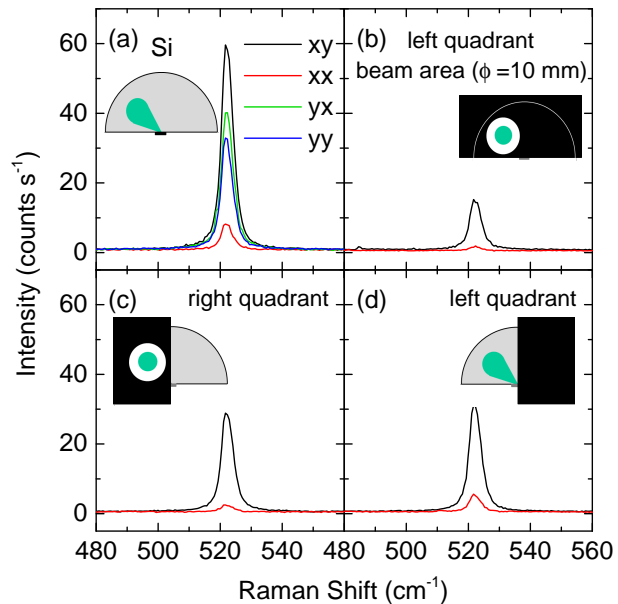 (a)
Si
xy
xx
yx
yy
(b)
left quadrant
beam area (ϕ =10 mm)
60
40
20
0
(c)
right quadrant
(d)
left quadrant
60
40
20
0
Intensity (counts s⁻¹)
480 500 520 540 480 500 520 540 560
Raman Shift (cm⁻¹)